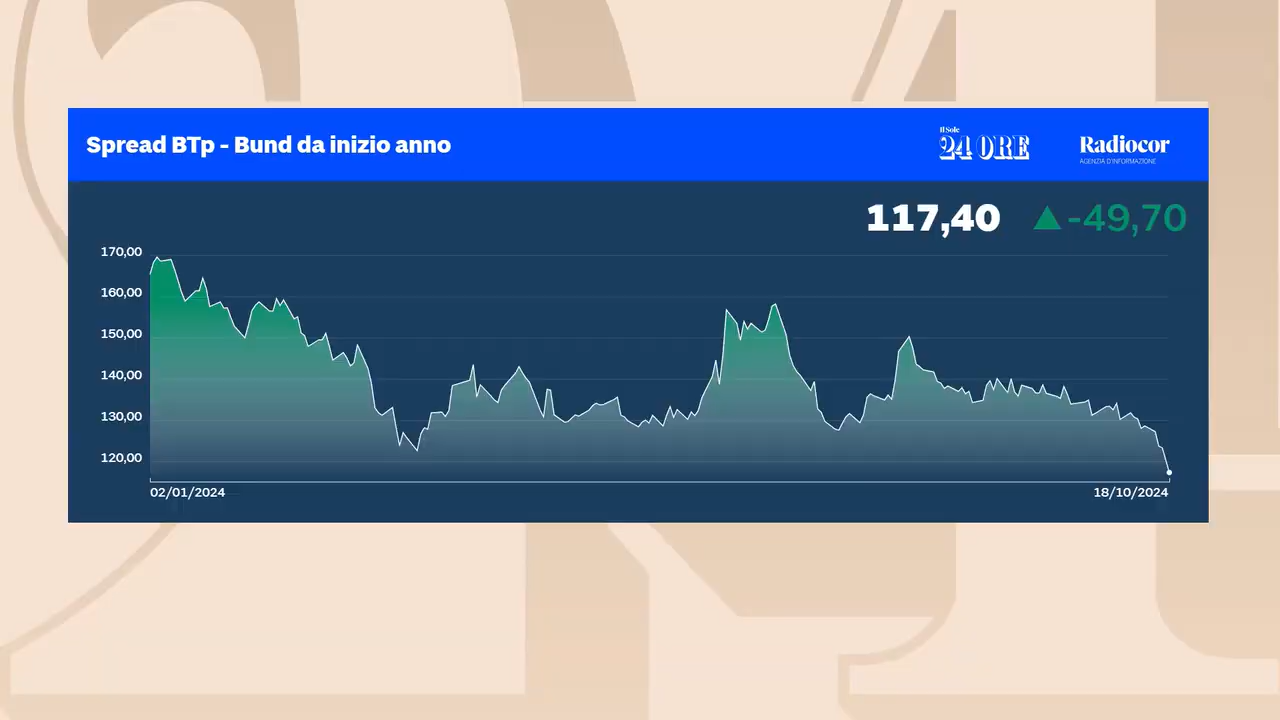 Spread BTp - Bund da inizio anno
Il Sole
24 ORE
Radiocor
AGENZIA D'INFORMAZIONE
117,40 ▲-49,70
170,00
160,00
150,00
140,00
130,00
120,00
02/01/2024 18/10/2024